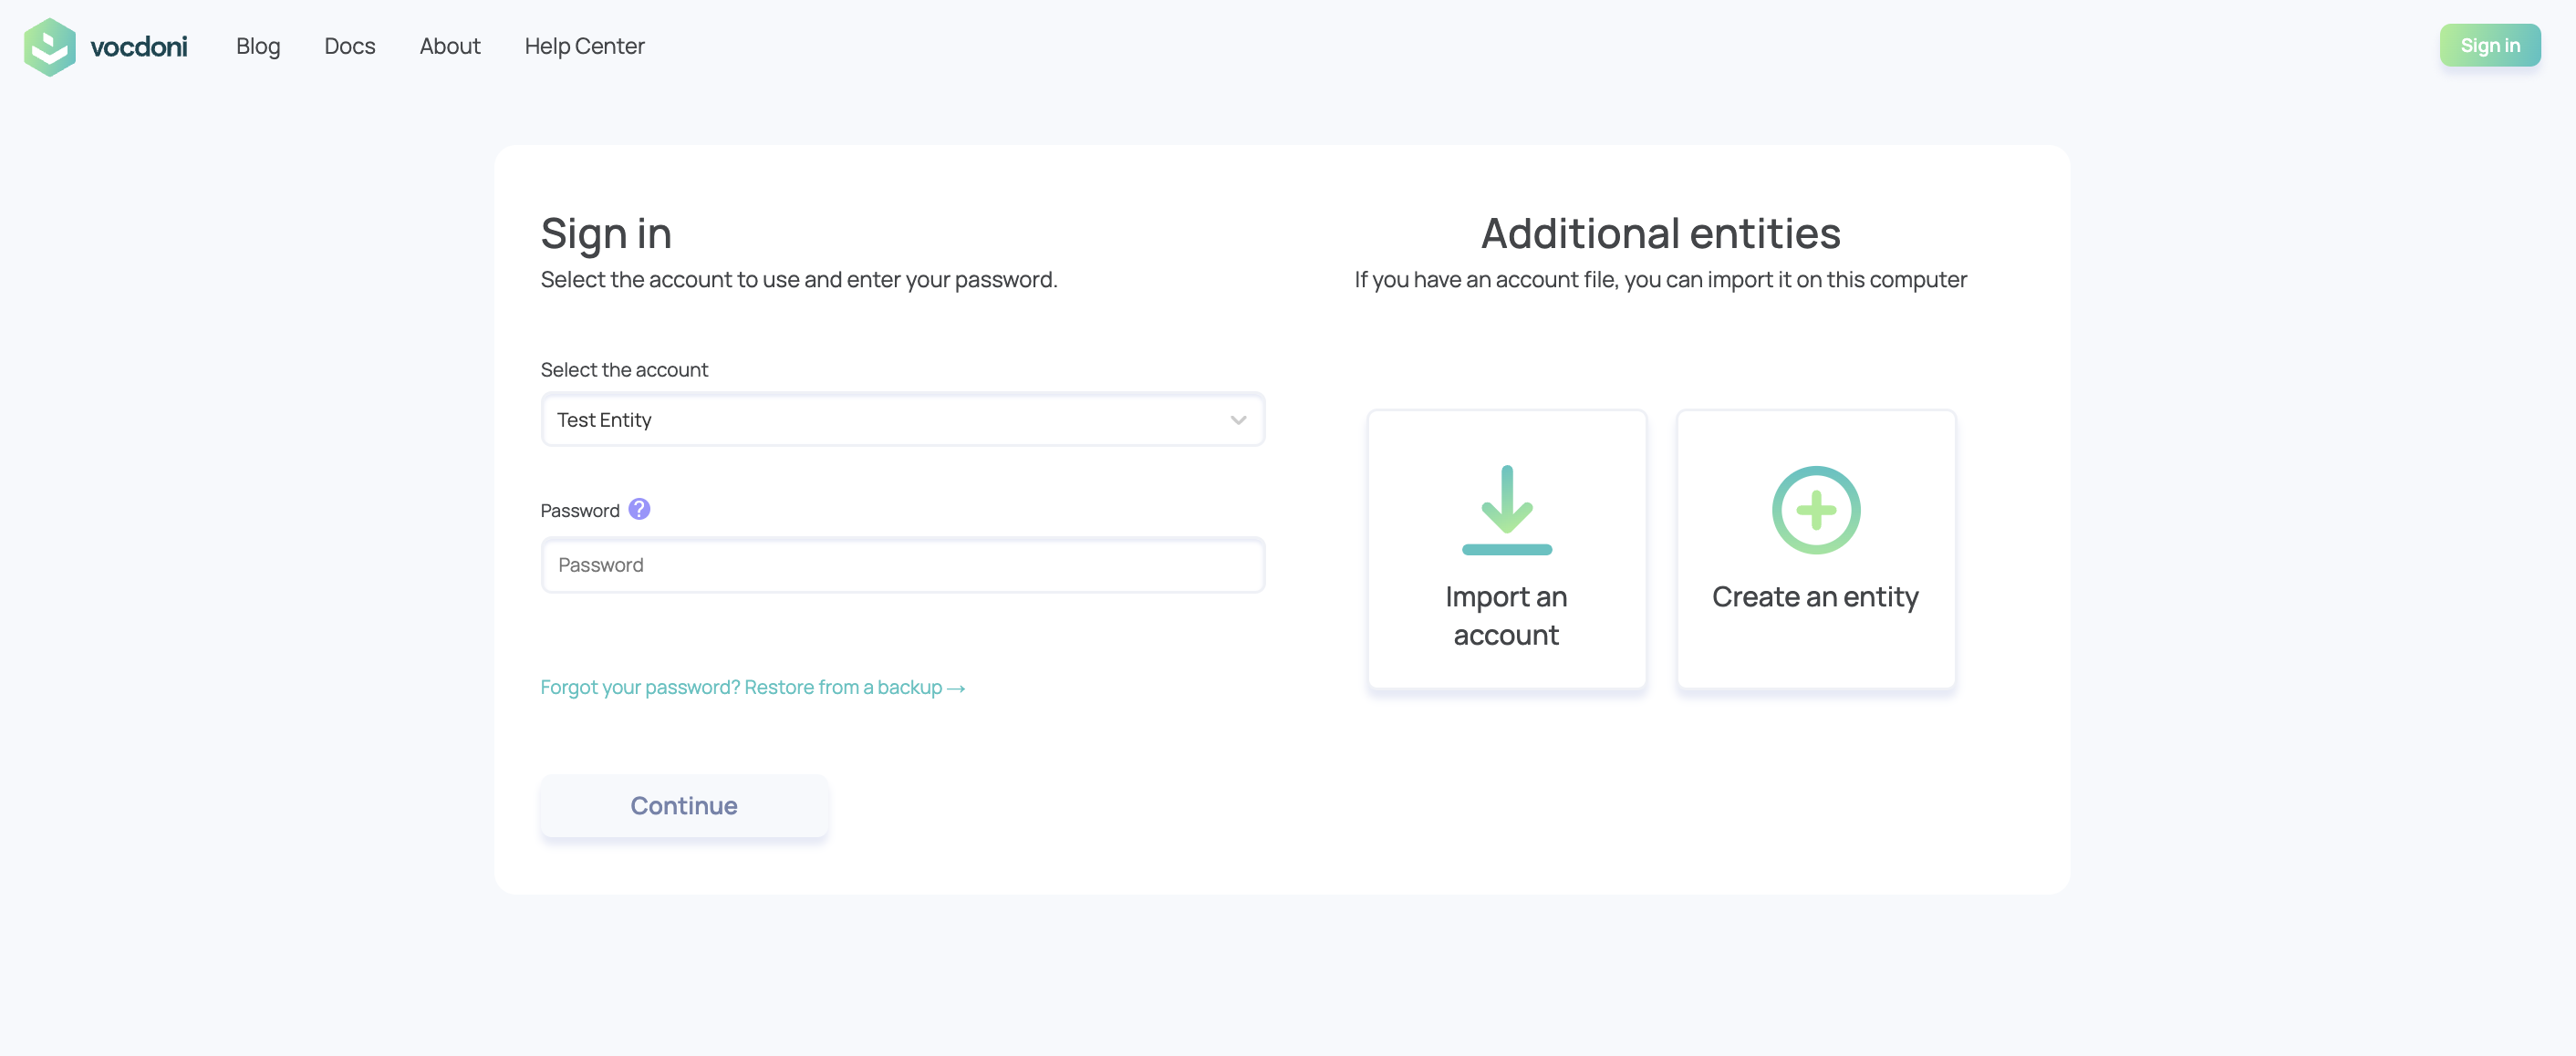 vocdoni
Blog
Docs
About
Help Center
Sign in
Sign in
Select the account to use and enter your password.
Select the account
Test Entity
Password ?
Password
Forgot your password? Restore from a backup →
Continue
Additional entities
If you have an account file, you can import it on this computer
Import an
account
Create an entity